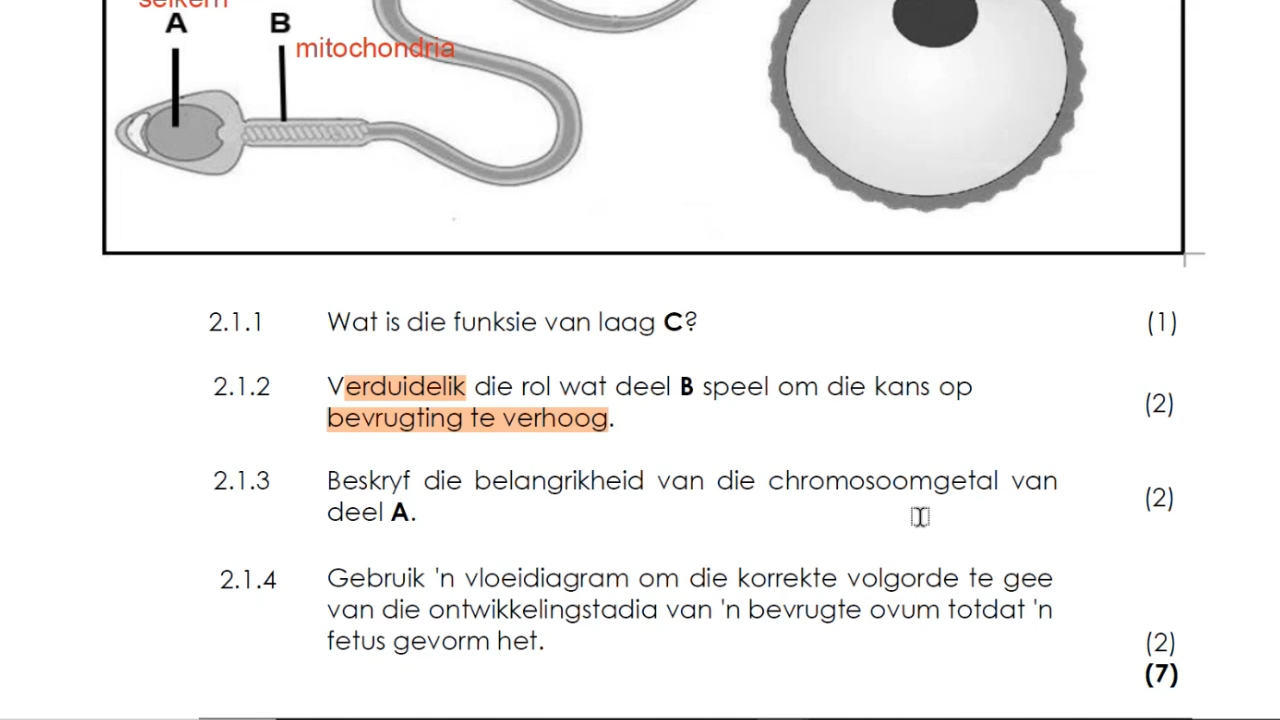 selkern
A B
mitochondria
2.1.1 Wat is die funksie van laag C? (1)
2.1.2 Verduidelik die rol wat deel B speel om die kans op
bevrugting te verhoog. (2)
2.1.3 Beskryf die belangrikheid van die chromosoomgetal van
deel A. (2)
2.1.4 Gebruik 'n vloeidiagram om die korrekte volgorde te gee
van die ontwikkelingstadia van 'n bevrugte ovum totdat 'n
fetus gevorm het. (2)
(7)